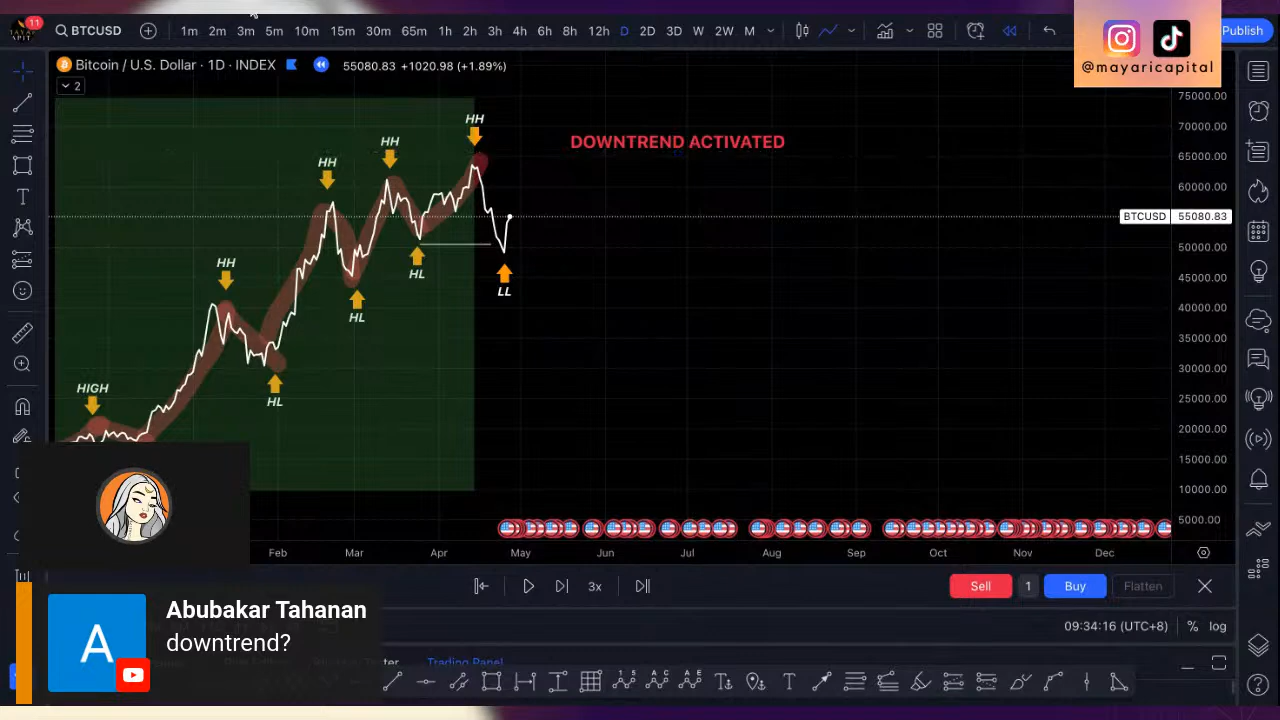 11
BTCUSD
1m 2m 3m 5m 10m 15m 30m 65m 1h 2h 3h 4h 6h 8h 12h D 2D 3D W 2W M
Publish
@mayaricapital
Bitcoin / U.S. Dollar · 1D · INDEX
55080.83 +1020.98 (+1.89%)
2
75000.00
70000.00
65000.00
60000.00
BTCUSD 55080.83
50000.00
45000.00
40000.00
35000.00
30000.00
25000.00
20000.00
15000.00
10000.00
5000.00
DOWNTREND ACTIVATED
HH
HH
HH
HL
LL
HL
HH
HL
HIGH
Feb Mar Apr May Jun Jul Aug Sep Oct Nov Dec
3x
Sell 1 Buy Flatten
09:34:16 (UTC+8) % log
Abubakar Tahanan
downtrend?
A
Trading Panel